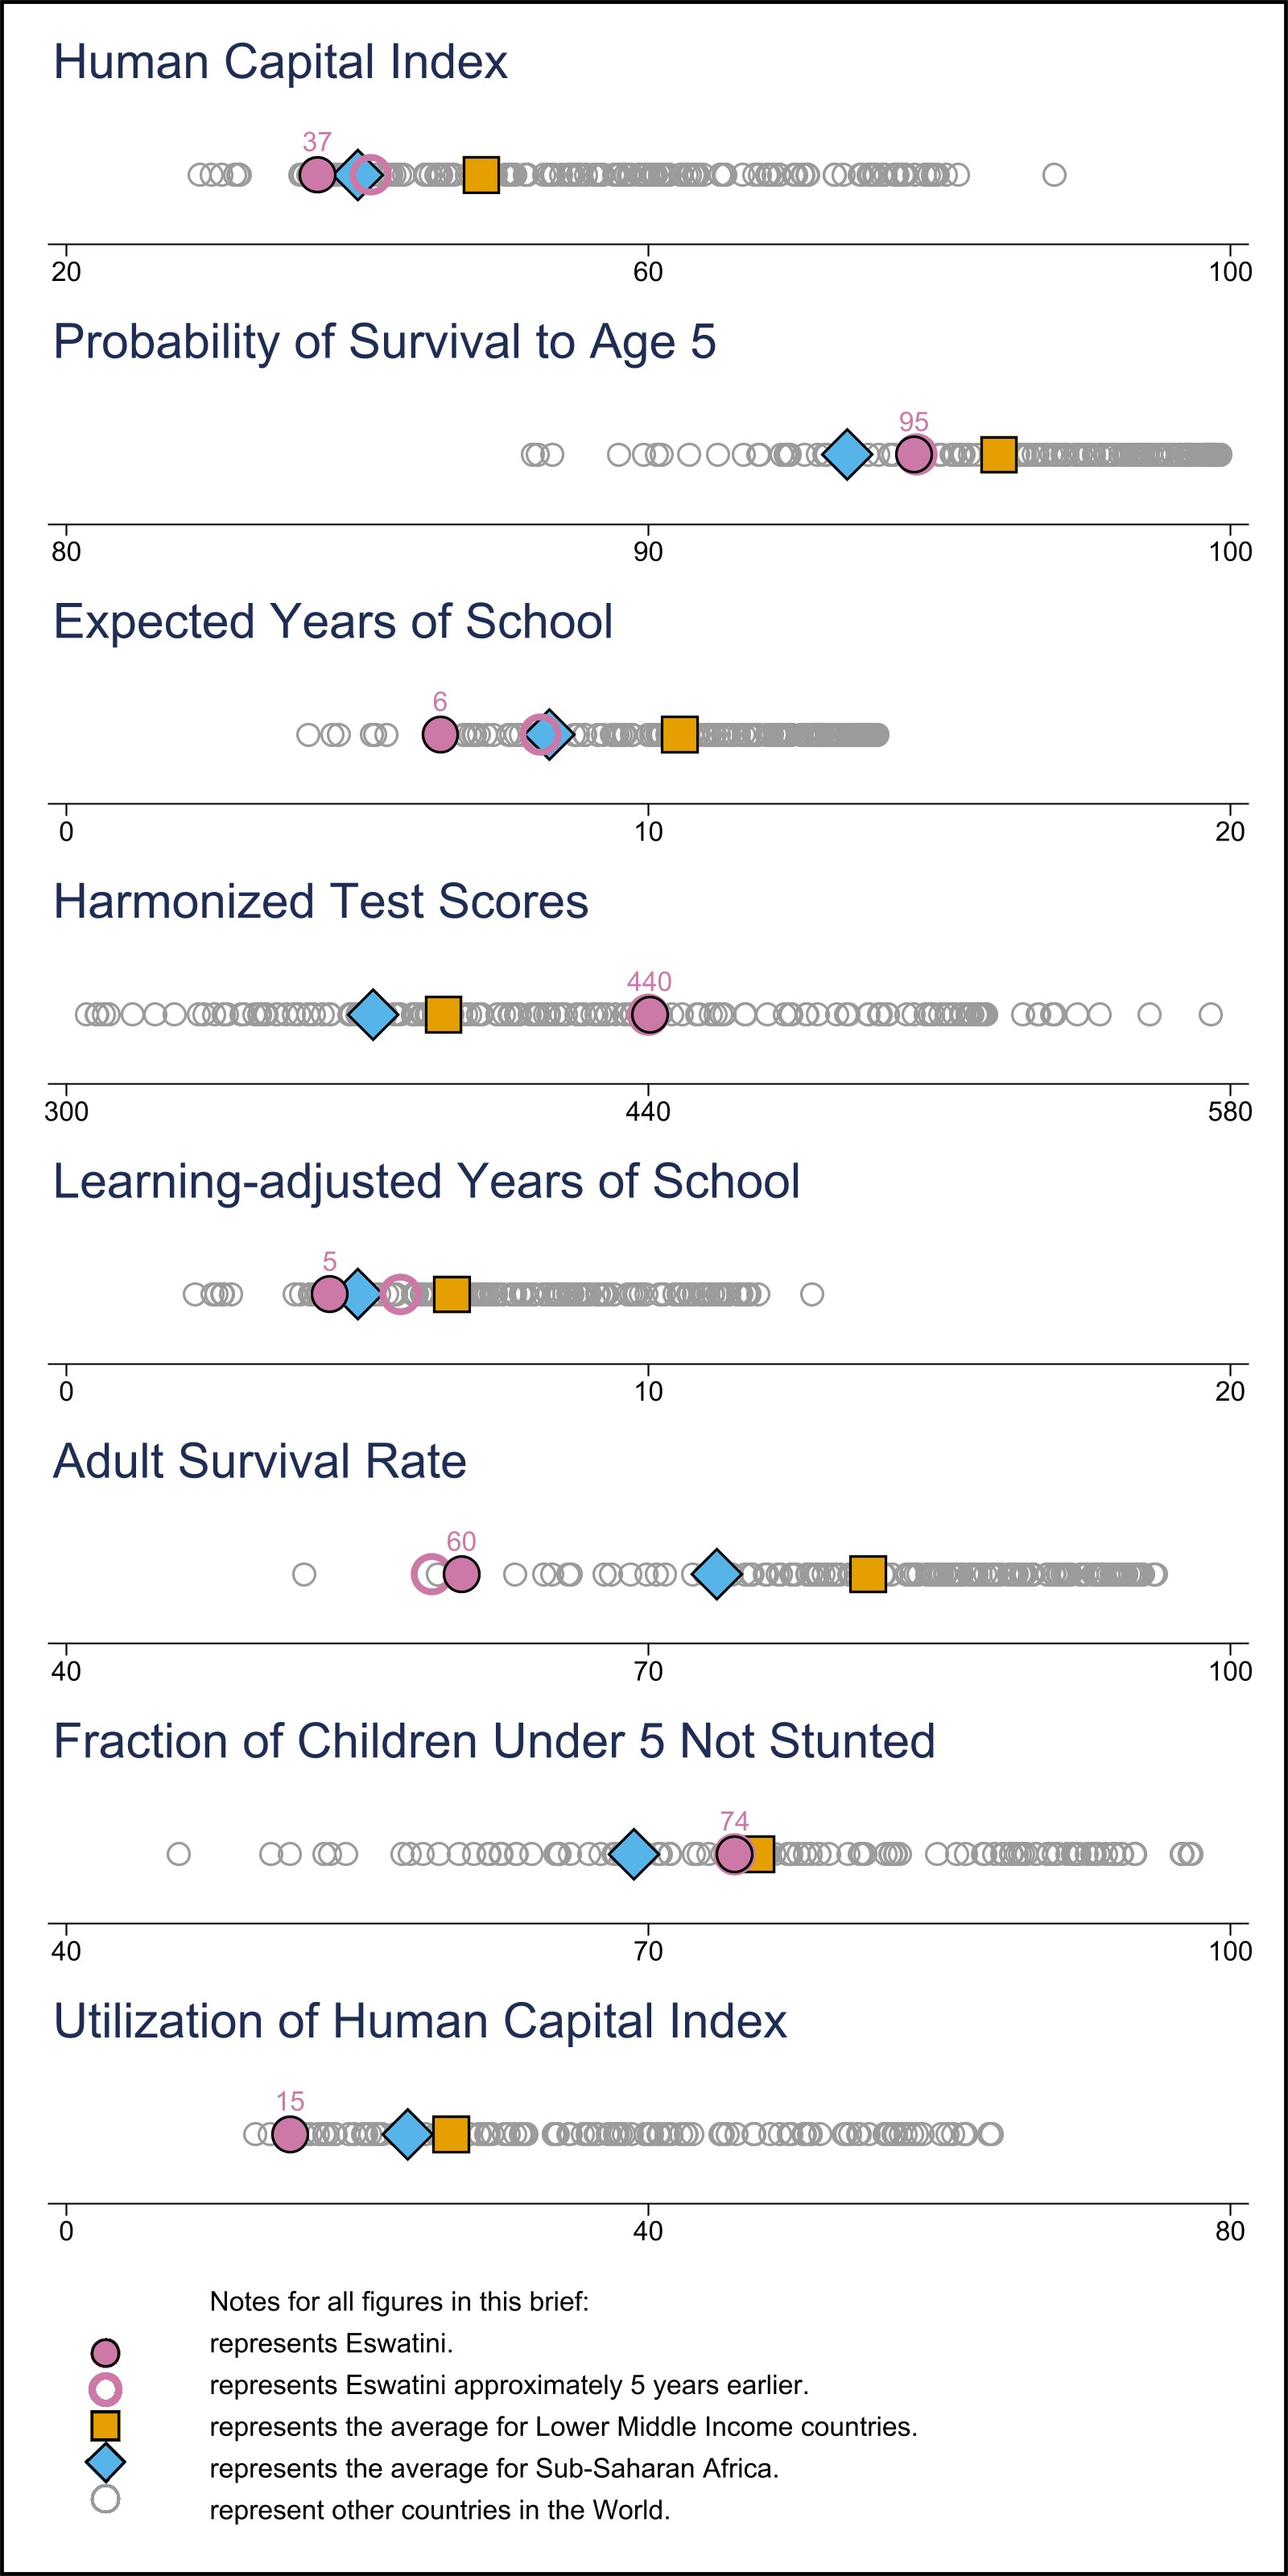 Human Capital Index
37
20 60 100
Probability of Survival to Age 5
95
80 90 100
Expected Years of School
6
0 10 20
Harmonized Test Scores
440
300 440 580
Learning-adjusted Years of School
5
0 10 20
Adult Survival Rate
60
40 70 100
Fraction of Children Under 5 Not Stunted
74
40 70 100
Utilization of Human Capital Index
15
0 40 80
Notes for all figures in this brief:
represents Eswatini.
represents Eswatini approximately 5 years earlier.
represents the average for Lower Middle Income countries.
represents the average for Sub-Saharan Africa.
represent other countries in the World.